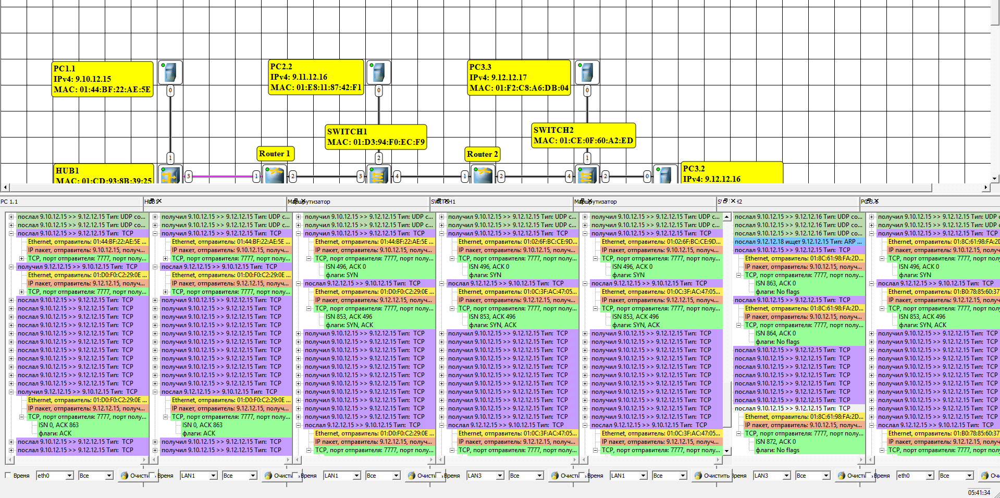 PC1.1
IPv4: 9.10.12.15
MAC: 01:44:BF:22:AE:5E
PC2.2
IPv4: 9.11.12.16
MAC: 01:E8:11:87:42:F1
PC3.3
IPv4: 9.12.12.17
MAC: 01:F2:C8:A6:DB:04
0
0
0
SWITCH1
MAC: 01:D3:94:F0:EC:F9
SWITCH2
MAC: 01:CE:0F:60:A2:ED
Router 1
Router 2
1
2
1
HUB1
MAC: 01:CD:93:8B:39:25
PC3.2
IPv4: 9.12.12.16
3
1
2
3
4
1
2
4
2
0
PC 1.1
Маршрутизатор
Маршрутизатор
послал 9.10.12.15 >> 9.12.12.15 Тип: UDP со...
послал 9.10.12.15 >> 9.12.12.15 Тип: UDP со...
послал 9.10.12.15 >> 9.12.12.15 Тип: TCP
Ethernet, отправитель: 01:44:BF:22:AE:5E ...
IP пакет, отправитель: 9.10.12.15, получ...
TCP, порт отправителя: 7777, порт полу...
получил 9.12.12.15 >> 9.10.12.15 Тип: TCP
Ethernet, отправитель: 01:D0:F0:C2:29:0E ...
IP пакет, отправитель: 9.12.12.15, получ...
TCP, порт отправителя: 7777, порт полу...
послал 9.10.12.15 >> 9.12.12.15 Тип: TCP
послал 9.10.12.15 >> 9.12.12.15 Тип: TCP
послал 9.10.12.15 >> 9.12.12.15 Тип: TCP
послал 9.10.12.15 >> 9.12.12.15 Тип: TCP
послал 9.10.12.15 >> 9.12.12.15 Тип: TCP
послал 9.10.12.15 >> 9.12.12.15 Тип: TCP
послал 9.10.12.15 >> 9.12.12.15 Тип: TCP
послал 9.10.12.15 >> 9.12.12.15 Тип: TCP
послал 9.10.12.15 >> 9.12.12.15 Тип: TCP
послал 9.10.12.15 >> 9.12.12.15 Тип: TCP
послал 9.10.12.15 >> 9.12.12.15 Тип: TCP
получил 9.12.12.15 >> 9.10.12.15 Тип: TCP
Ethernet, отправитель: 01:D0:F0:C2:29:0E ...
IP пакет, отправитель: 9.12.12.15, получ...
TCP, порт отправителя: 7777, порт полу...
ISN 0, ACK 863
флаги: ACK
послал 9.10.12.15 >> 9.12.12.15 Тип: TCP
послал 9.10.12.15 >> 9.12.12.15 Тип: TCP
получил 9.10.12.15 >> 9.12.12.15 Тип: UDP с...
получил 9.10.12.15 >> 9.12.12.15 Тип: UDP с...
получил 9.10.12.15 >> 9.12.12.15 Тип: TCP
Ethernet, отправитель: 01:44:BF:22:AE:5E ...
IP пакет, отправитель: 9.10.12.15, получ...
TCP, порт отправителя: 7777, порт полу...
послал 9.12.12.15 >> 9.10.12.15 Тип: TCP
Ethernet, отправитель: 01:D0:F0:C2:29:0E ...
IP пакет, отправитель: 9.12.12.15, получ...
TCP, порт отправителя: 7777, порт полу...
получил 9.10.12.15 >> 9.12.12.15 Тип: TCP
получил 9.10.12.15 >> 9.12.12.15 Тип: TCP
получил 9.10.12.15 >> 9.12.12.15 Тип: TCP
получил 9.10.12.15 >> 9.12.12.15 Тип: TCP
получил 9.10.12.15 >> 9.12.12.15 Тип: TCP
получил 9.10.12.15 >> 9.12.12.15 Тип: TCP
получил 9.10.12.15 >> 9.12.12.15 Тип: TCP
получил 9.10.12.15 >> 9.12.12.15 Тип: TCP
получил 9.10.12.15 >> 9.12.12.15 Тип: TCP
получил 9.10.12.15 >> 9.12.12.15 Тип: TCP
получил 9.10.12.15 >> 9.12.12.15 Тип: TCP
послал 9.12.12.15 >> 9.10.12.15 Тип: TCP
Ethernet, отправитель: 01:D0:F0:C2:29:0E ...
IP пакет, отправитель: 9.12.12.15, получ...
TCP, порт отправителя: 7777, порт полу...
ISN 0, ACK 863
флаги: ACK
получил 9.10.12.15 >> 9.12.12.15 Тип: TCP
получил 9.10.12.15 >> 9.12.12.15 Тип: TCP
получил 9.10.12.15 >> 9.12.12.15 Тип: UDP с...
получил 9.10.12.15 >> 9.12.12.15 Тип: UDP с...
получил 9.10.12.15 >> 9.12.12.15 Тип: TCP
Ethernet, отправитель: 01:44:BF:22:AE:5E ...
IP пакет, отправитель: 9.10.12.15, получ...
TCP, порт отправителя: 7777, порт полу...
ISN 496, ACK 0
флаги: SYN
послал 9.12.12.15 >> 9.10.12.15 Тип: TCP
Ethernet, отправитель: 01:D0:F0:C2:29:0E ...
IP пакет, отправитель: 9.12.12.15, получ...
TCP, порт отправителя: 7777, порт полу...
ISN 853, ACK 496
флаги: SYN, ACK
получил 9.10.12.15 >> 9.12.12.15 Тип: TCP
получил 9.10.12.15 >> 9.12.12.15 Тип: TCP
получил 9.10.12.15 >> 9.12.12.15 Тип: TCP
получил 9.10.12.15 >> 9.12.12.15 Тип: TCP
получил 9.10.12.15 >> 9.12.12.15 Тип: TCP
получил 9.10.12.15 >> 9.12.12.15 Тип: TCP
получил 9.10.12.15 >> 9.12.12.15 Тип: TCP
получил 9.10.12.15 >> 9.12.12.15 Тип: TCP
получил 9.10.12.15 >> 9.12.12.15 Тип: TCP
получил 9.10.12.15 >> 9.12.12.15 Тип: TCP
получил 9.10.12.15 >> 9.12.12.15 Тип: TCP
послал 9.12.12.15 >> 9.10.12.15 Тип: TCP
Ethernet, отправитель: 01:D0:F0:C2:29:0E ...
IP пакет, отправитель: 9.12.12.15, получ...
TCP, порт отправителя: 7777, порт полу...
получил 9.10.12.15 >> 9.12.12.15 Тип: UDP с...
получил 9.10.12.15 >> 9.12.12.15 Тип: UDP с...
получил 9.10.12.15 >> 9.12.12.15 Тип: TCP
Ethernet, отправитель: 01:02:6F:BC:CE:9D...
IP пакет, отправитель: 9.10.12.15, получ...
TCP, порт отправителя: 7777, порт полу...
ISN 496, ACK 0
флаги: SYN
послал 9.12.12.15 >> 9.10.12.15 Тип: TCP
Ethernet, отправитель: 01:0C:3F:AC:47:05...
IP пакет, отправитель: 9.12.12.15, получ...
TCP, порт отправителя: 7777, порт полу...
ISN 853, ACK 496
флаги: SYN, ACK
получил 9.10.12.15 >> 9.12.12.15 Тип: TCP
получил 9.10.12.15 >> 9.12.12.15 Тип: TCP
получил 9.10.12.15 >> 9.12.12.15 Тип: TCP
получил 9.10.12.15 >> 9.12.12.15 Тип: TCP
получил 9.10.12.15 >> 9.12.12.15 Тип: TCP
получил 9.10.12.15 >> 9.12.12.15 Тип: TCP
получил 9.10.12.15 >> 9.12.12.15 Тип: TCP
получил 9.10.12.15 >> 9.12.12.15 Тип: TCP
получил 9.10.12.15 >> 9.12.12.15 Тип: TCP
получил 9.10.12.15 >> 9.12.12.15 Тип: TCP
получил 9.10.12.15 >> 9.12.12.15 Тип: TCP
послал 9.12.12.15 >> 9.10.12.15 Тип: TCP
Ethernet, отправитель: 01:0C:3F:AC:47:05...
IP пакет, отправитель: 9.12.12.15, получ...
TCP, порт отправителя: 7777, порт полу...
получил 9.10.12.15 >> 9.12.12.15 Тип: UDP с...
получил 9.10.12.15 >> 9.12.12.15 Тип: UDP с...
получил 9.10.12.15 >> 9.12.12.15 Тип: TCP
Ethernet, отправитель: 01:02:6F:BC:CE:9D...
IP пакет, отправитель: 9.10.12.15, получ...
TCP, порт отправителя: 7777, порт полу...
ISN 496, ACK 0
флаги: SYN
послал 9.12.12.15 >> 9.10.12.15 Тип: TCP
Ethernet, отправитель: 01:0C:3F:AC:47:05...
IP пакет, отправитель: 9.12.12.15, получ...
TCP, порт отправителя: 7777, порт полу...
ISN 853, ACK 496
флаги: SYN, ACK
получил 9.10.12.15 >> 9.12.12.15 Тип: TCP
получил 9.10.12.15 >> 9.12.12.15 Тип: TCP
получил 9.10.12.15 >> 9.12.12.15 Тип: TCP
получил 9.10.12.15 >> 9.12.12.15 Тип: TCP
получил 9.10.12.15 >> 9.12.12.15 Тип: TCP
получил 9.10.12.15 >> 9.12.12.15 Тип: TCP
получил 9.10.12.15 >> 9.12.12.15 Тип: TCP
получил 9.10.12.15 >> 9.12.12.15 Тип: TCP
получил 9.10.12.15 >> 9.12.12.15 Тип: TCP
получил 9.10.12.15 >> 9.12.12.15 Тип: TCP
получил 9.10.12.15 >> 9.12.12.15 Тип: TCP
послал 9.12.12.15 >> 9.10.12.15 Тип: TCP
Ethernet, отправитель: 01:0C:3F:AC:47:05...
IP пакет, отправитель: 9.12.12.15, получ...
TCP, порт отправителя: 7777, порт полу...
послал 9.10.12.15 >> 9.12.12.16 Тип: UDP со...
послал 9.10.12.15 >> 9.12.12.16 Тип: UDP со...
послал 9.10.12.15 >> 9.12.12.16 Тип: UDP со...
послал 9.12.12.18 ищет 9.12.12.15 Тип: ARP ...
послал 9.10.12.15 >> 9.12.12.15 Тип: TCP
Ethernet, отправитель: 01:8C:61:98:FA:2D...
IP пакет, отправитель: 9.10.12.15, получ...
TCP, порт отправителя: 7777, порт полу...
ISN 863, ACK 0
флаги: No flags
послал 9.10.12.15 >> 9.12.12.15 Тип: TCP
Ethernet, отправитель: 01:8C:61:98:FA:2D...
IP пакет, отправитель: 9.10.12.15, получ...
TCP, порт отправителя: 7777, порт полу...
ISN 864, ACK 0
флаги: No flags
послал 9.10.12.15 >> 9.12.12.15 Тип: TCP
послал 9.10.12.15 >> 9.12.12.15 Тип: TCP
послал 9.10.12.15 >> 9.12.12.15 Тип: TCP
послал 9.10.12.15 >> 9.12.12.15 Тип: TCP
послал 9.10.12.15 >> 9.12.12.15 Тип: TCP
послал 9.10.12.15 >> 9.12.12.15 Тип: TCP
послал 9.10.12.15 >> 9.12.12.15 Тип: TCP
послал 9.10.12.15 >> 9.12.12.15 Тип: TCP
Ethernet, отправитель: 01:8C:61:98:FA:2D...
IP пакет, отправитель: 9.10.12.15, получ...
TCP, порт отправителя: 7777, порт полу...
ISN 872, ACK 0
флаги: No flags
получил 9.10.12.15 >> 9.12.12.15 Тип: UDP
получил 9.10.12.15 >> 9.12.12.15 Тип: UDP
получил 9.10.12.15 >> 9.12.12.15 Тип: TCP
Ethernet, отправитель: 01:8C:61:98:FA:2D
IP пакет, отправитель: 9.10.12.15, получ
TCP, порт отправителя: 7777, порт полу
ISN 496, ACK 0
флаги: SYN
послал 9.12.12.15 >> 9.10.12.15 Тип: TCP
Ethernet, отправитель: 01:B0:78:85:60:37
IP пакет, отправитель: 9.12.12.15, получ
TCP, порт отправителя: 7777, порт полу
ISN 853, ACK 496
флаги: SYN, ACK
получил 9.10.12.15 >> 9.12.12.15 Тип: TCP
получил 9.10.12.15 >> 9.12.12.15 Тип: TCP
получил 9.10.12.15 >> 9.12.12.15 Тип: TCP
получил 9.10.12.15 >> 9.12.12.15 Тип: TCP
получил 9.10.12.15 >> 9.12.12.15 Тип: TCP
получил 9.10.12.15 >> 9.12.12.15 Тип: TCP
получил 9.10.12.15 >> 9.12.12.15 Тип: TCP
получил 9.10.12.15 >> 9.12.12.15 Тип: TCP
получил 9.10.12.15 >> 9.12.12.15 Тип: TCP
получил 9.10.12.15 >> 9.12.12.15 Тип: TCP
получил 9.10.12.15 >> 9.12.12.15 Тип: TCP
послал 9.12.12.15 >> 9.10.12.15 Тип: TCP
Ethernet, отправитель: 01:B0:78:85:60:37
IP пакет, отправитель: 9.12.12.15, получ
TCP, порт отправителя: 7777, порт полу
Время eth0 Все Очисти
Время LAN1 Все Очисть
Время LAN1 Все Очисти
Время LAN3 Все Очисти
Время LAN1 Все Очистить
Время LAN3 Все Очисти
Время eth0 Все Очи
05:41:34